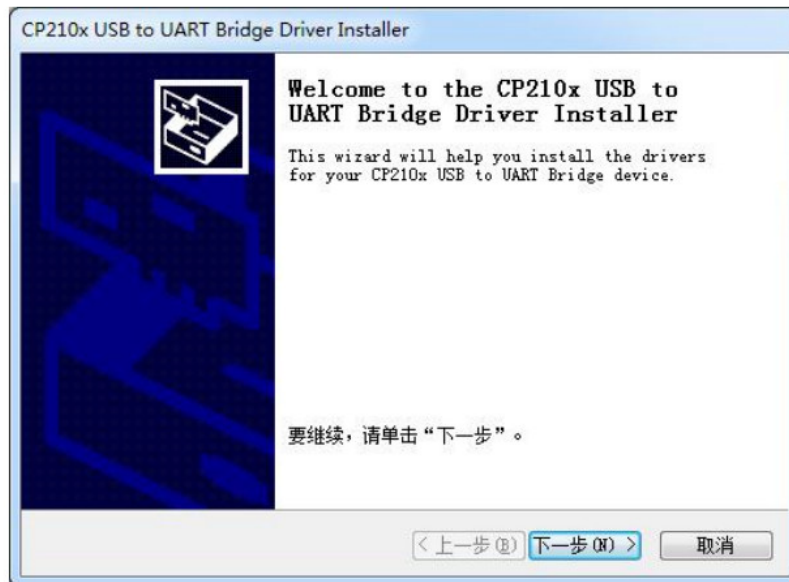 CP210x USB to UART Bridge Driver Installer
Welcome to the CP210x USB to
UART Bridge Driver Installer
This wizard will help you install the drivers
for your CP210x USB to UART Bridge device.
要继续，请单击“下一步”。
< 上一步(B) 下一步(N) > 取消